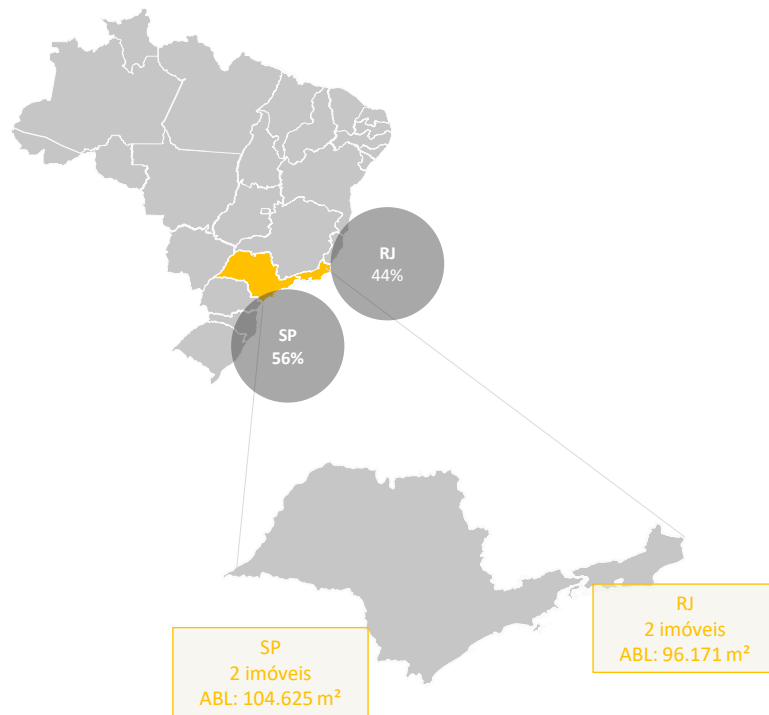 RJ
44%
SP
56%
RJ
2 imóveis
ABL: 96.171 m²
SP
2 imóveis
ABL: 104.625 m²